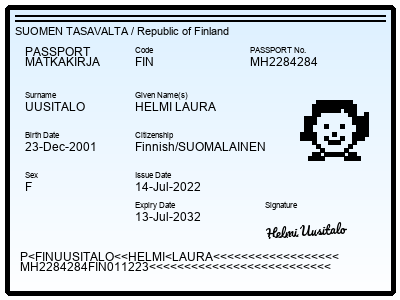 SUOMEN TASAVALTA / Republic of Finland
PASSPORT
MATKAKIRJA
Code
FIN
PASSPORT No.
MH2284284
Surname
UUSITALO
Given Name(s)
HELMI LAURA
Birth Date
23-Dec-2001
Citizenship
Finnish/SUOMALAINEN
Sex
F
Issue Date
14-Jul-2022
Expiry Date
13-Jul-2032
Signature
Helmi Uusitalo
P<FINUUSITALO<<HELMI<LAURA<<<<<<<<<<<<<<<<<<
MH2284284FIN011223<<<<<<<<<<<<<<<<<<<<<<<<<<